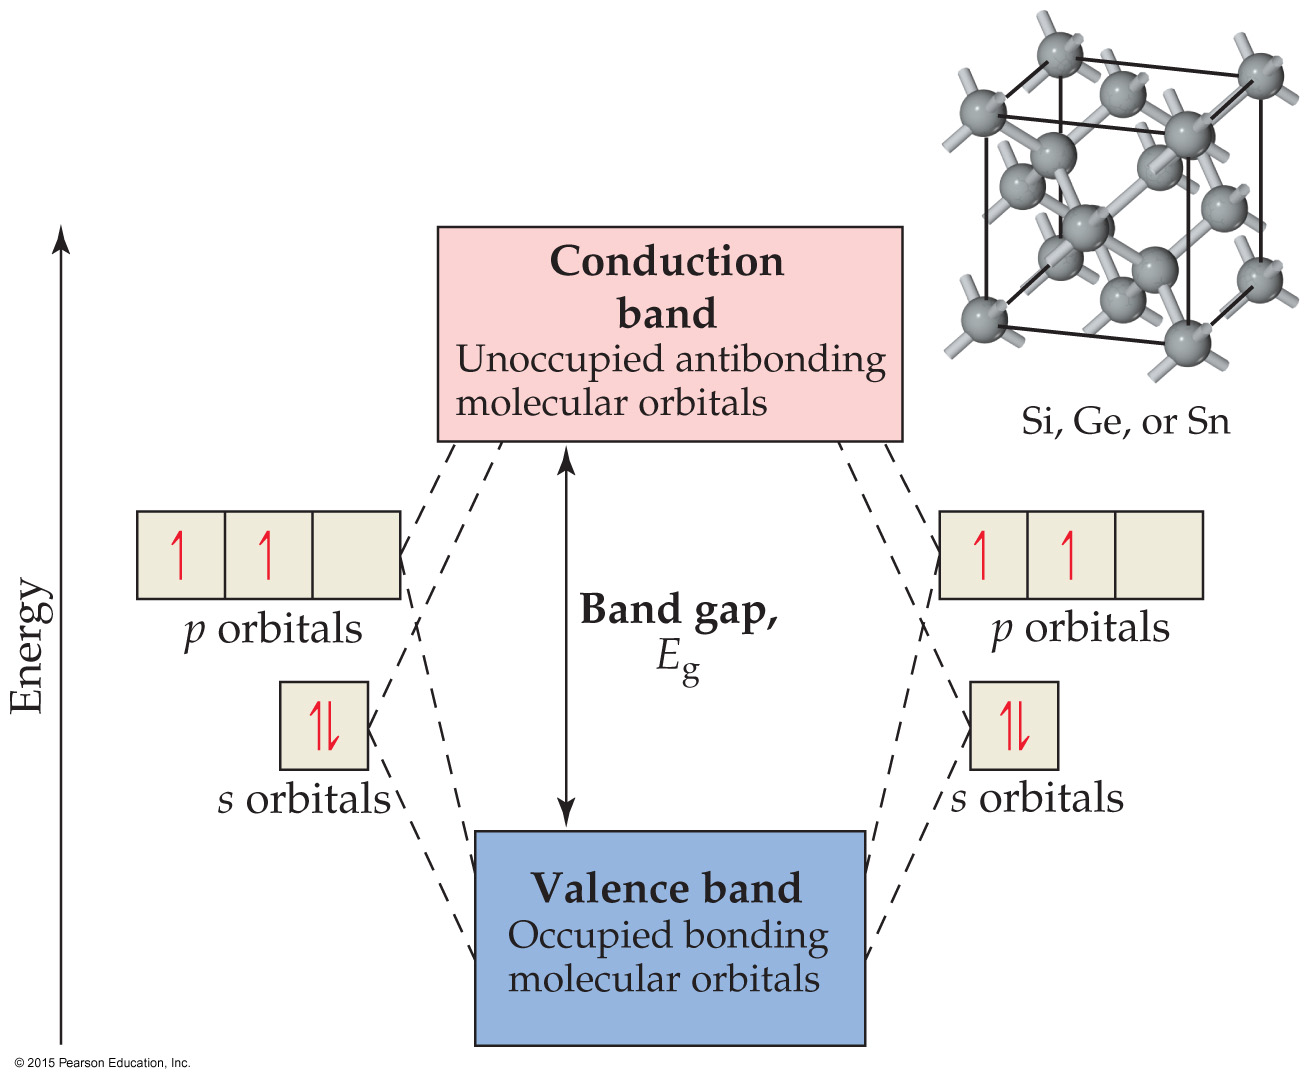 Conduction
band
Unoccupied antibonding
molecular orbitals
Si, Ge, or Sn
Energy
p orbitals
Band gap,
Eg
p orbitals
s orbitals
s orbitals
Valence band
Occupied bonding
molecular orbitals
© 2015 Pearson Education, Inc.